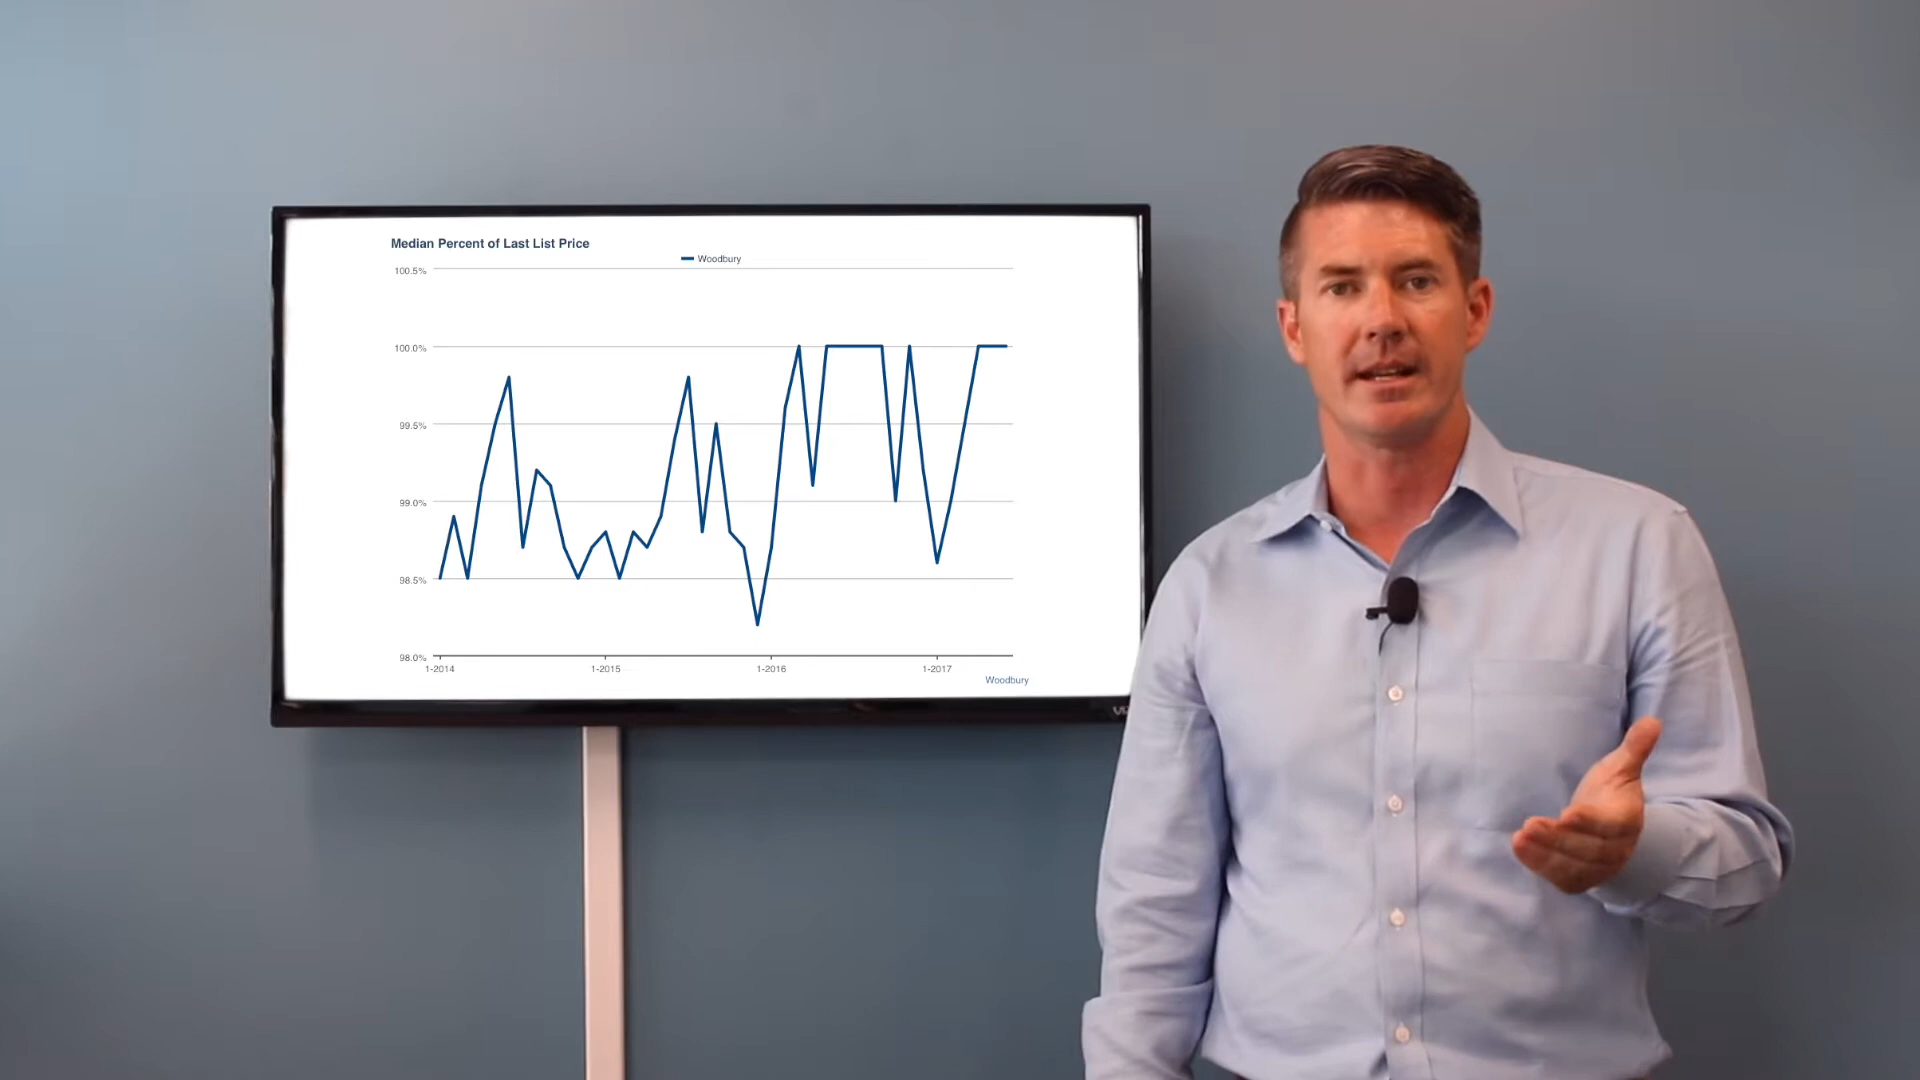 Median Percent of Last List Price
Woodbury
100.5%
100.0%
99.5%
99.0%
98.5%
98.0%
1-2014 1-2015 1-2016 1-2017
Woodbury